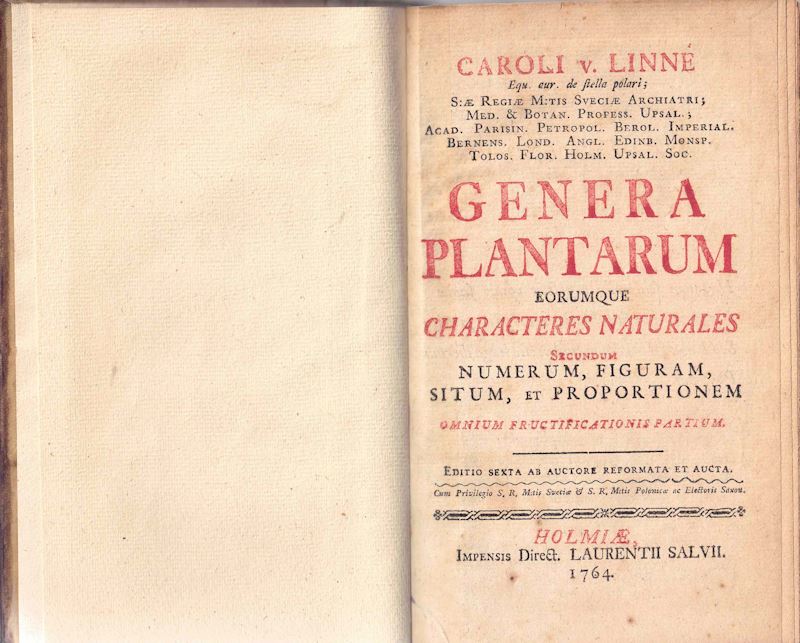 CAROLI v. LINNÉ
Equ. aur. de ſtella polari;
S:Æ REGIÆ M:TIS SVECIÆ ARCHIATRI;
MED. & BOTAN. PROFESS. UPSAL.;
ACAD. PARISIN. PETROPOL. BEROL. IMPERIAL.
BERNENS. LOND. ANGL. EDINB. MONSP.
TOLOS. FLOR. HOLM. UPSAL. SOC.
GENERA
PLANTARUM
EORUMQUE
CHARACTERES NATURALES
SECUNDUM
NUMERUM, FIGURAM,
SITUM, ET PROPORTIONEM
OMNIUM FRUCTIFICATIONIS PARTIUM.
EDITIO SEXTA AB AUCTORE REFORMATA ET AUCTA.
Cum Privilegio S. R. M:tis Sveciæ & S. R. M:tis Polonicæ ac Electoris Saxon.
HOLMIÆ,
IMPENSIS Direct. LAURENTII SALVII.
1764.